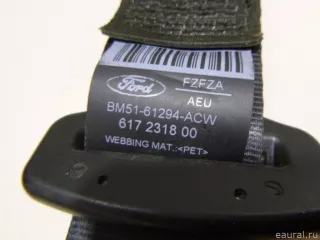 Ford
FZFZA
AEU
BM51-61294-ACW
617 2318 00
WEBBING MAT.:<PET>
© eaural.ru